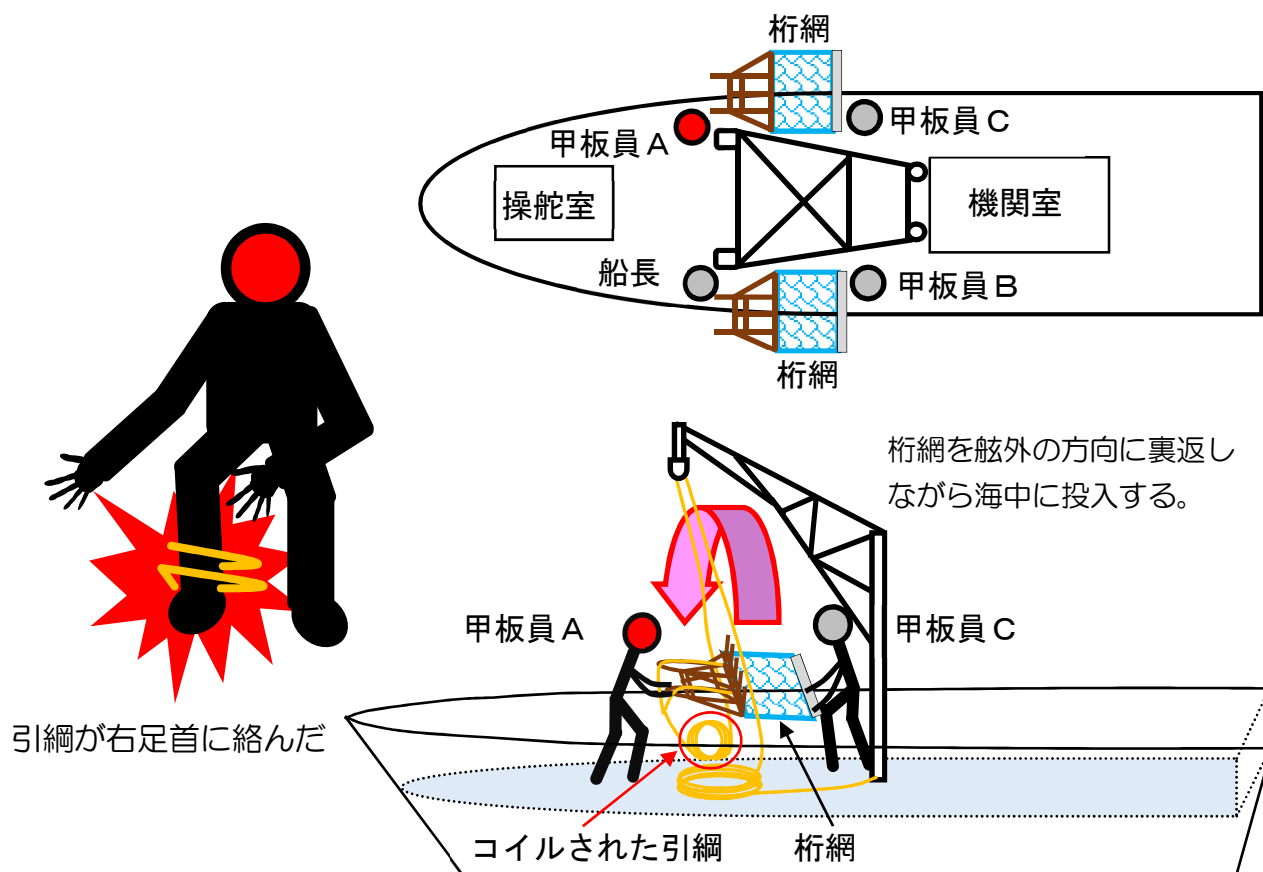 桁網
甲板員C
甲板員A
操舵室
機関室
船長
甲板員B
桁網
桁網を舷外の方向に裏返し
ながら海中に投入する。
甲板員A
甲板員C
引綱が右足首に絡んだ
コイルされた引綱
桁網